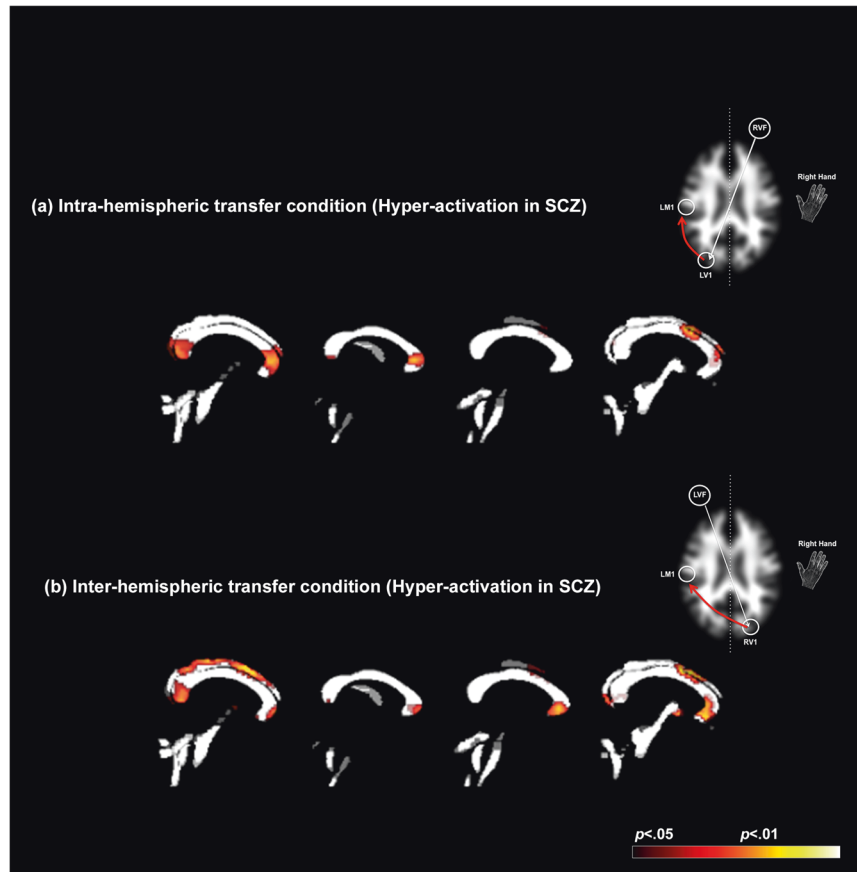 RVF
Right Hand
(a) Intra-hemispheric transfer condition (Hyper-activation in SCZ)
LM1
LV1
LVF
Right Hand
LM1
(b) Inter-hemispheric transfer condition (Hyper-activation in SCZ)
RV1
p<.05 p<.01